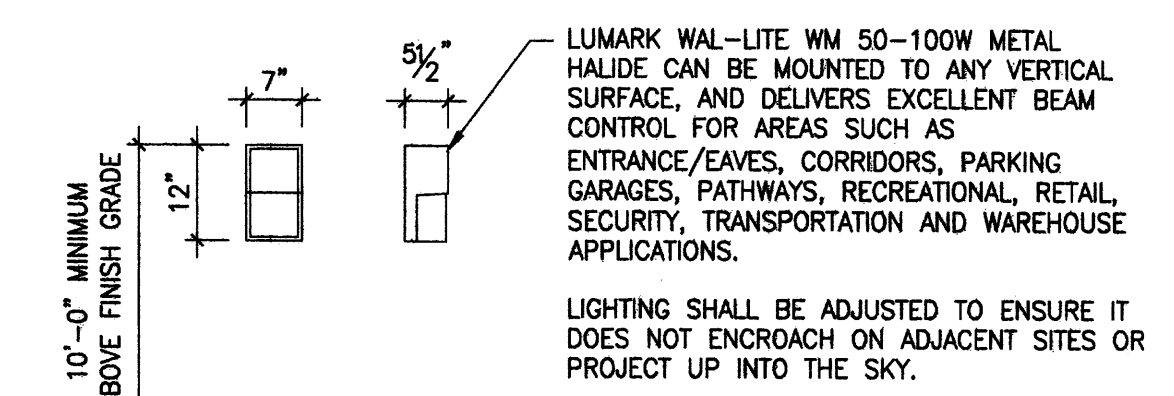 7"
5½"
12"
10'-0" MINIMUM
BOVE FINISH GRADE
LUMARK WAL-LITE WM 50-100W METAL
HALIDE CAN BE MOUNTED TO ANY VERTICAL
SURFACE, AND DELIVERS EXCELLENT BEAM
CONTROL FOR AREAS SUCH AS
ENTRANCE/EAVES, CORRIDORS, PARKING
GARAGES, PATHWAYS, RECREATIONAL, RETAIL,
SECURITY, TRANSPORTATION AND WAREHOUSE
APPLICATIONS.
LIGHTING SHALL BE ADJUSTED TO ENSURE IT
DOES NOT ENCROACH ON ADJACENT SITES OR
PROJECT UP INTO THE SKY.